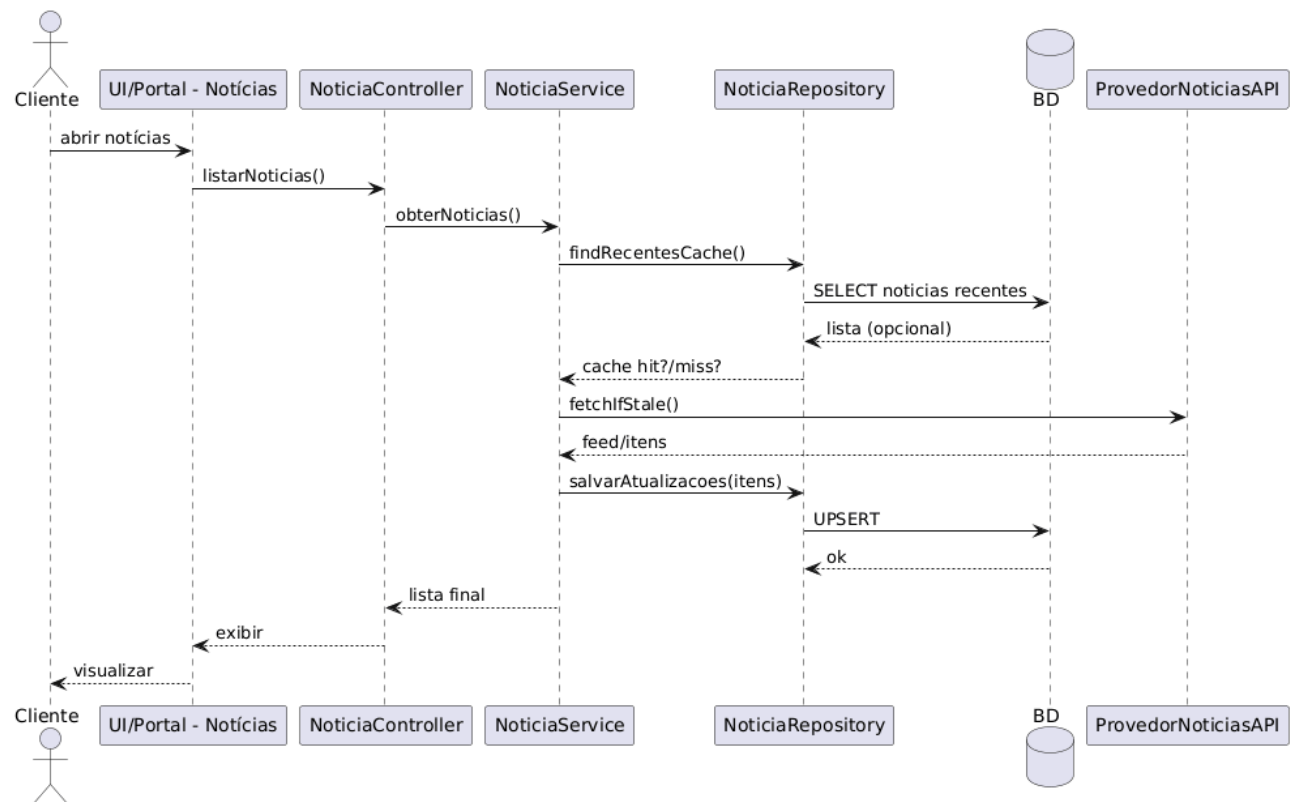 Cliente
UI/Portal - Notícias
NoticiaController
NoticiaService
NoticiaRepository
BD
ProvedorNoticiasAPI
abrir notícias
listarNoticias()
obterNoticias()
findRecentesCache()
SELECT noticias recentes
lista (opcional)
cache hit?/miss?
fetchIfStale()
feed/itens
salvarAtualizacoes(itens)
UPSERT
ok
lista final
exibir
visualizar
Cliente
UI/Portal - Notícias
NoticiaController
NoticiaService
NoticiaRepository
BD
ProvedorNoticiasAPI